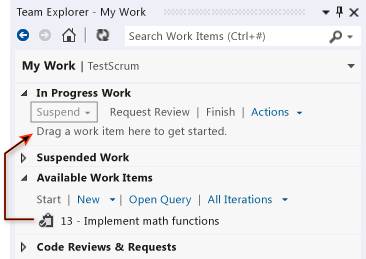 Team Explorer - My Work
Search Work Items (Ctrl+#)
My Work | TestScrum
In Progress Work
Suspend | Request Review | Finish | Actions
Drag a work item here to get started.
Suspended Work
Available Work Items
Start | New | Open Query | All Iterations
13 - Implement math functions
Code Reviews & Requests